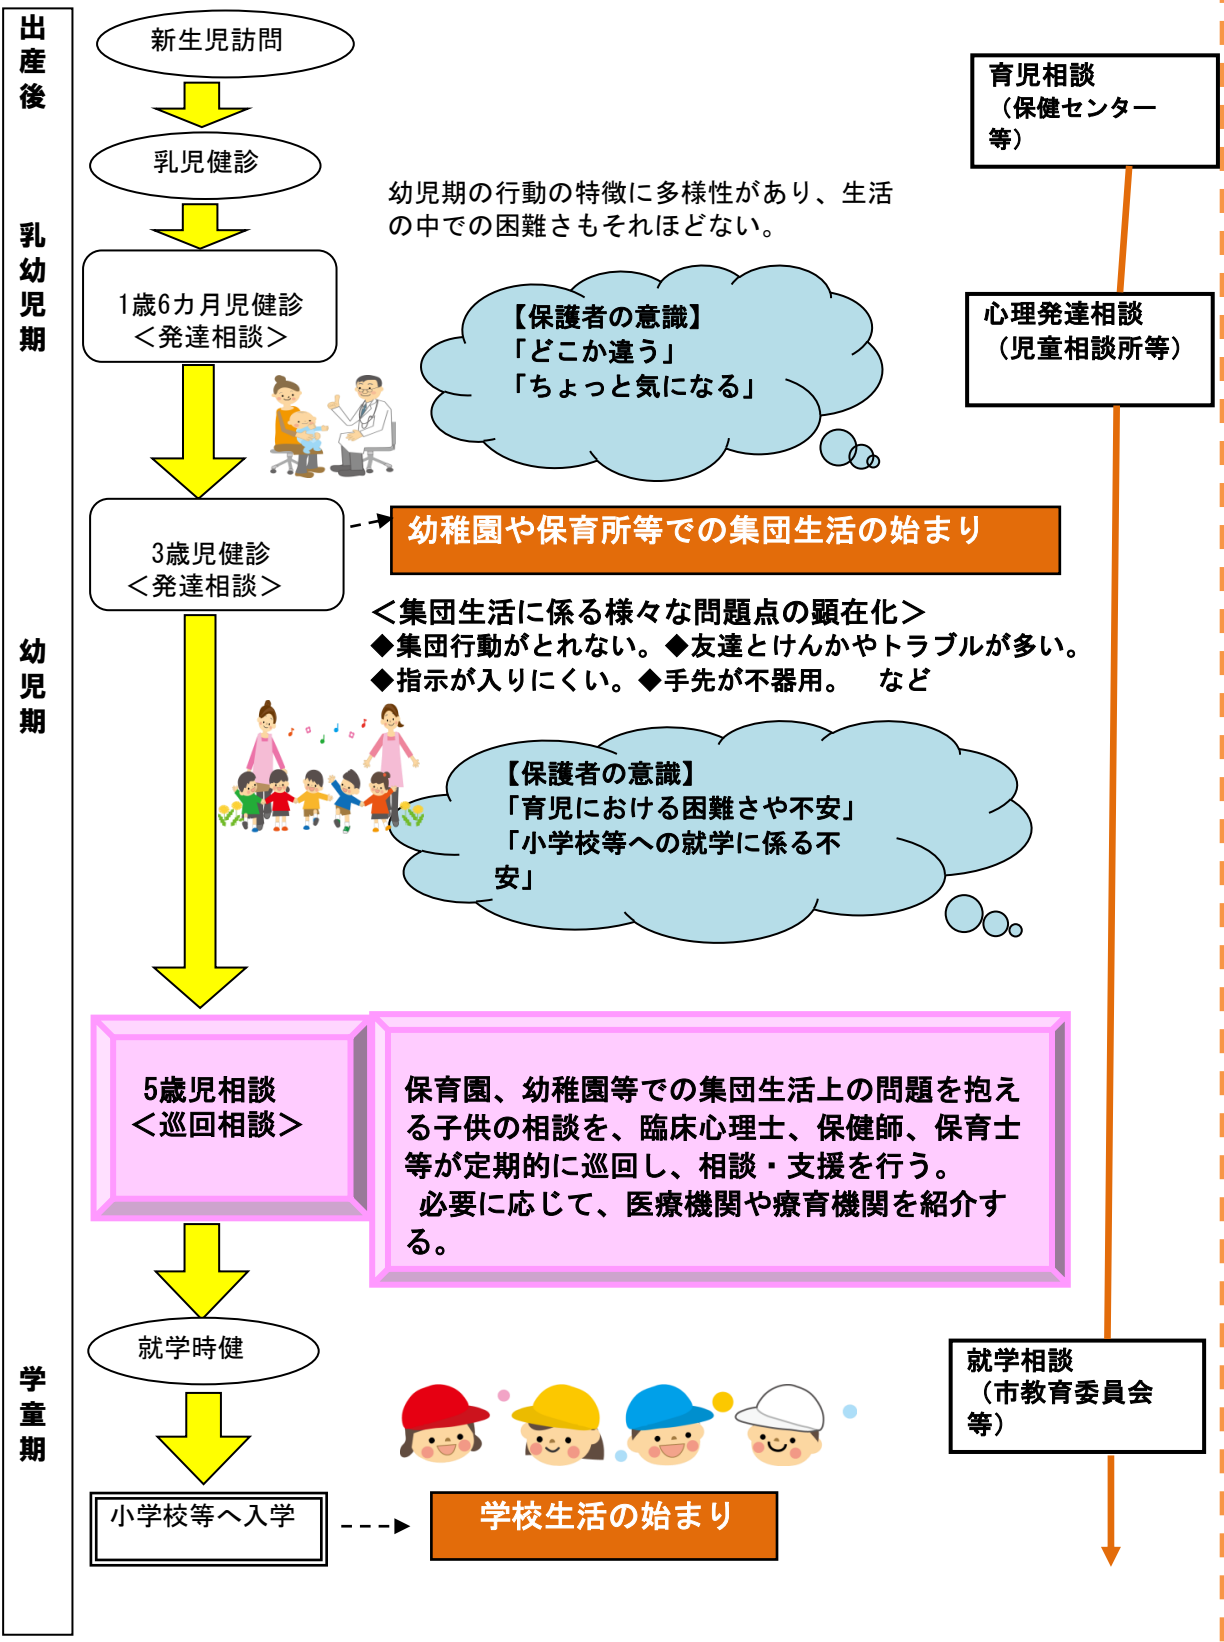 出産後
新生児訪問
乳児健診
育児相談
（保健センター
等）
乳幼児期
幼児期の行動の特徴に多様性があり、生活
の中での困難さもそれほどない。
1歳6カ月児健診
＜発達相談＞
【保護者の意識】
「どこか違う」
「ちょっと気になる」
心理発達相談
（児童相談所等）
3歳児健診
＜発達相談＞
幼稚園や保育所等での集団生活の始まり
＜集団生活に係る様々な問題点の顕在化＞
◆集団行動がとれない。◆友達とけんかやトラブルが多い。
◆指示が入りにくい。◆手先が不器用。　など
幼児期
【保護者の意識】
「育児における困難さや不安」
「小学校等への就学に係る不
安」
5歳児相談
＜巡回相談＞
保育園、幼稚園等での集団生活上の問題を抱え
る子供の相談を、臨床心理士、保健師、保育士
等が定期的に巡回し、相談・支援を行う。
必要に応じて、医療機関や療育機関を紹介す
る。
学童期
就学時健
就学相談
（市教育委員会
等）
小学校等へ入学
学校生活の始まり